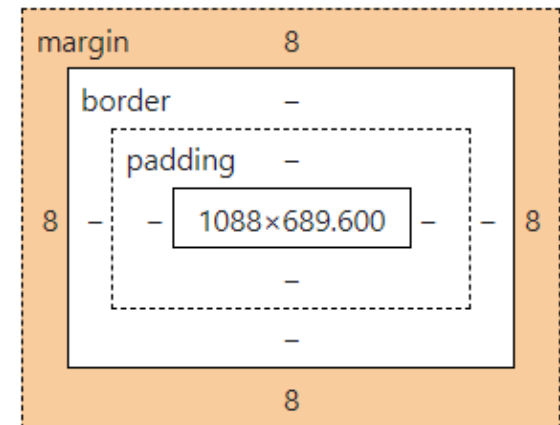 margin 8
border –
padding –
8 – – 1088×689.600 – – 8
–
–
8